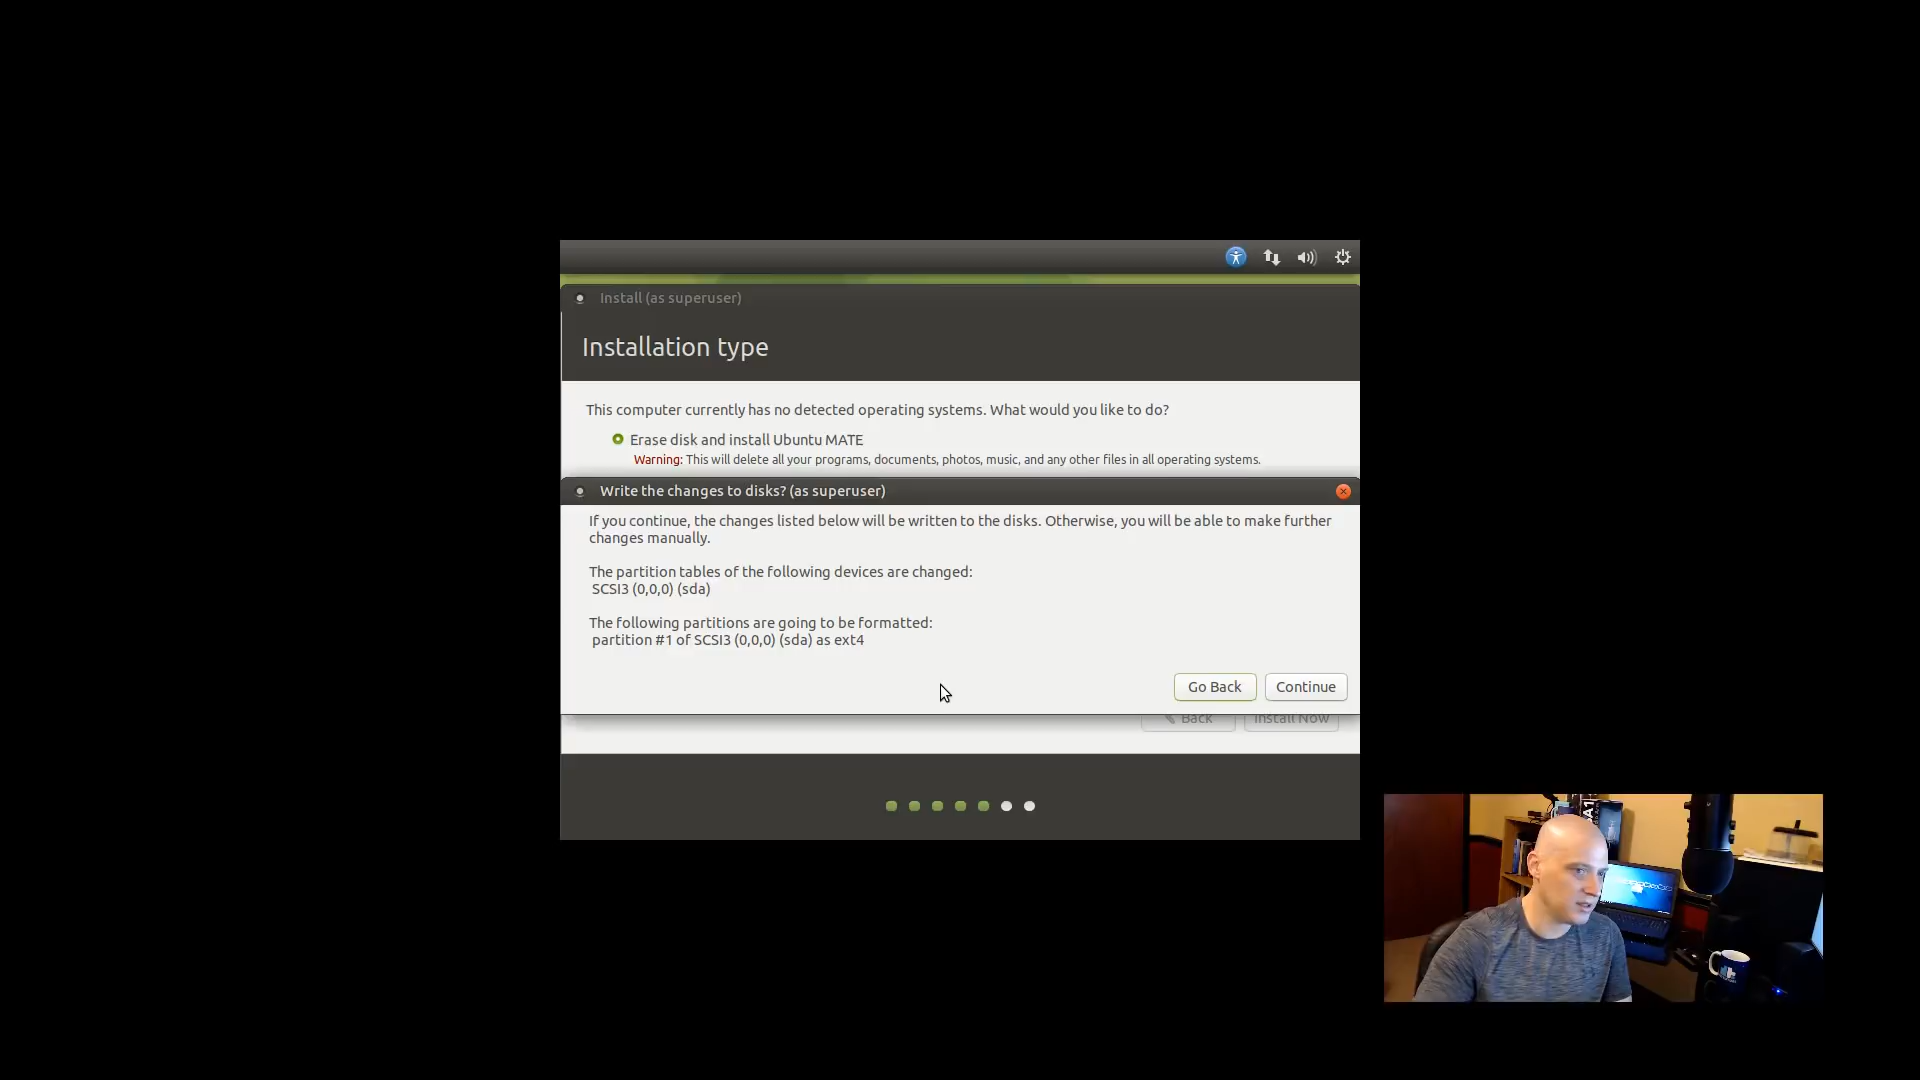 Install (as superuser)
Installation type
This computer currently has no detected operating systems. What would you like to do?
Erase disk and install Ubuntu MATE
Warning: This will delete all your programs, documents, photos, music, and any other files in all operating systems.
Write the changes to disks? (as superuser)
If you continue, the changes listed below will be written to the disks. Otherwise, you will be able to make further
changes manually.
The partition tables of the following devices are changed:
SCSI3 (0,0,0) (sda)
The following partitions are going to be formatted:
partition #1 of SCSI3 (0,0,0) (sda) as ext4
Go Back Continue
Back Install Now